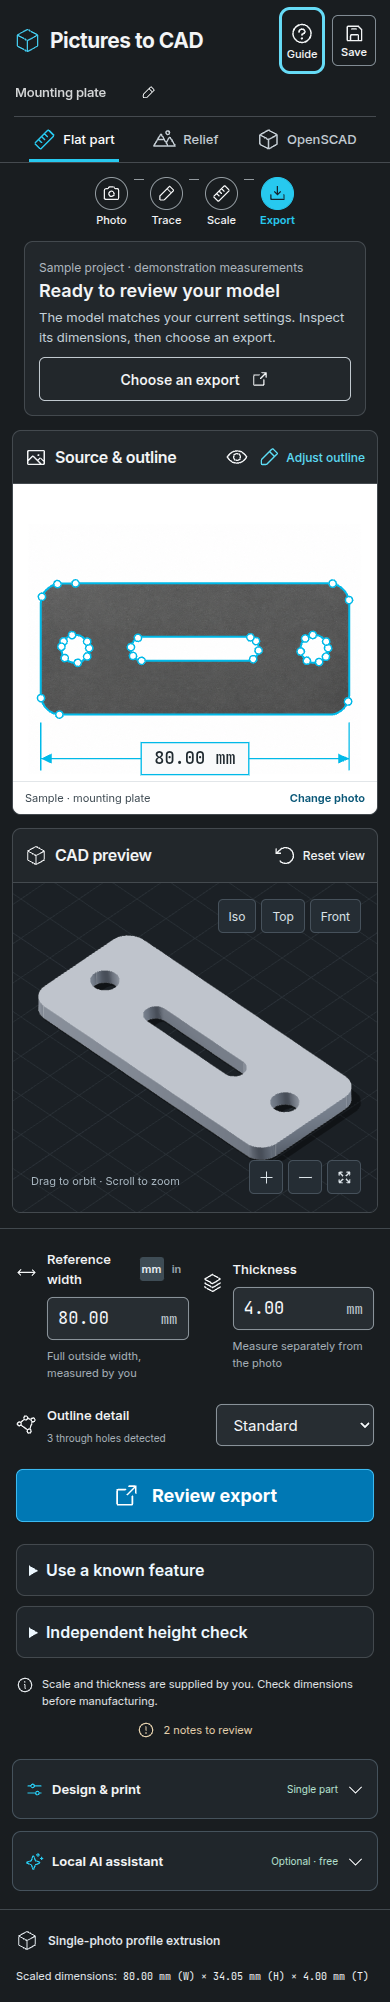 Pictures to CAD
Guide
Save
Mounting plate
Flat part
Relief
OpenSCAD
Photo
Trace
Scale
Export
Sample project · demonstration measurements
Ready to review your model
The model matches your current settings. Inspect
its dimensions, then choose an export.
Choose an export
Source & outline
Adjust outline
80.00 mm
Sample · mounting plate
Change photo
CAD preview
Reset view
Iso
Top
Front
Drag to orbit · Scroll to zoom
Reference
width
mm
in
80.00 mm
Full outside width,
measured by you
Thickness
4.00 mm
Measure separately from
the photo
Outline detail
3 through holes detected
Standard
Review export
Use a known feature
Independent height check
Scale and thickness are supplied by you. Check dimensions
before manufacturing.
2 notes to review
Design & print
Single part
Local AI assistant
Optional · free
Single-photo profile extrusion
Scaled dimensions: 80.00 mm (W) × 34.05 mm (H) × 4.00 mm (T)